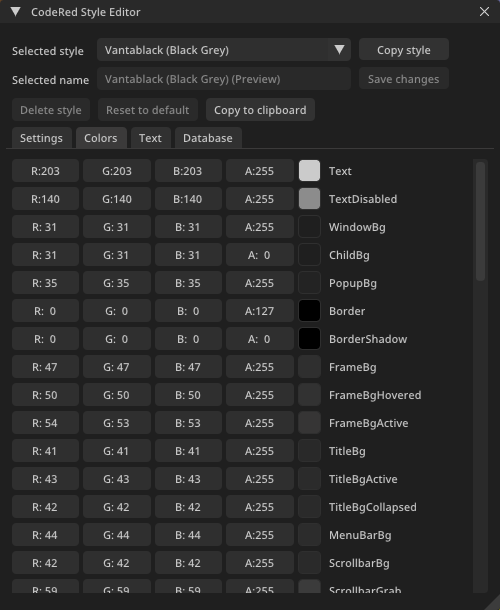 CodeRed Style Editor
Selected style Vantablack (Black Grey) Copy style
Selected name Vantablack (Black Grey) (Preview) Save changes
Delete style Reset to default Copy to clipboard
Settings Colors Text Database
R:203 G:203 B:203 A:255 Text
R:140 G:140 B:140 A:255 TextDisabled
R: 31 G: 31 B: 31 A:255 WindowBg
R: 31 G: 31 B: 31 A: 0 ChildBg
R: 35 G: 35 B: 35 A:255 PopupBg
R: 0 G: 0 B: 0 A:127 Border
R: 0 G: 0 B: 0 A: 0 BorderShadow
R: 47 G: 47 B: 47 A:255 FrameBg
R: 50 G: 50 B: 50 A:255 FrameBgHovered
R: 54 G: 53 B: 53 A:255 FrameBgActive
R: 41 G: 41 B: 41 A:255 TitleBg
R: 43 G: 43 B: 43 A:255 TitleBgActive
R: 42 G: 42 B: 42 A:255 TitleBgCollapsed
R: 44 G: 44 B: 44 A:255 MenuBarBg
R: 42 G: 42 B: 42 A:255 ScrollbarBg
R: 59 G: 59 B: 59 A:255 ScrollbarGrab